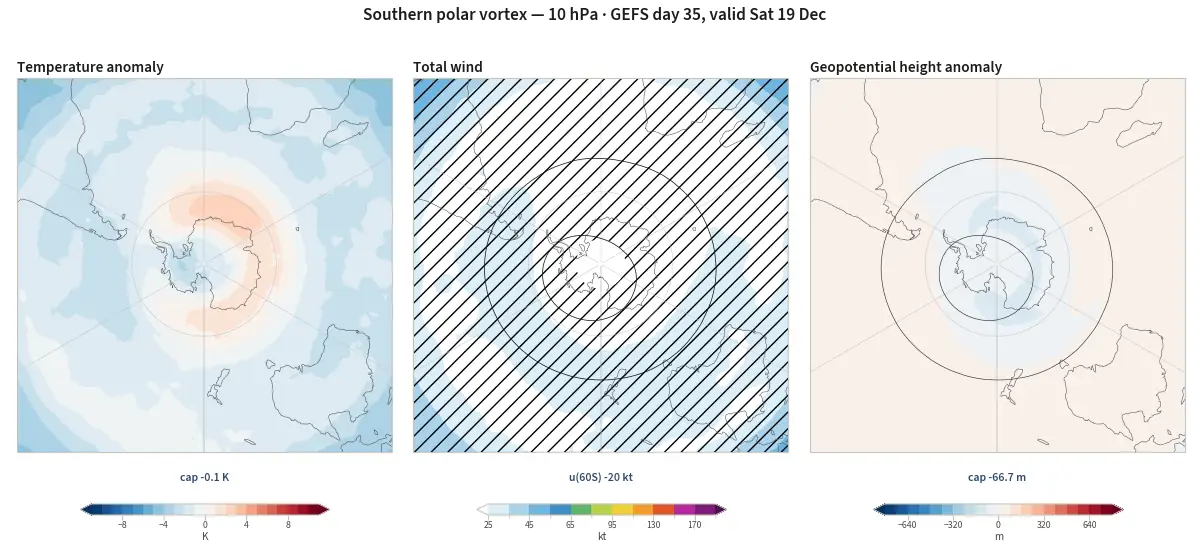 Southern polar vortex — 10 hPa · GEFS day 35, valid Sat 19 Dec
Temperature anomaly
Total wind
Geopotential height anomaly
cap -0.1 K
u(60S) -20 kt
cap -66.7 m
−8 −4 0 4 8
K
25 45 65 95 130 170
kt
−640 −320 0 320 640
m